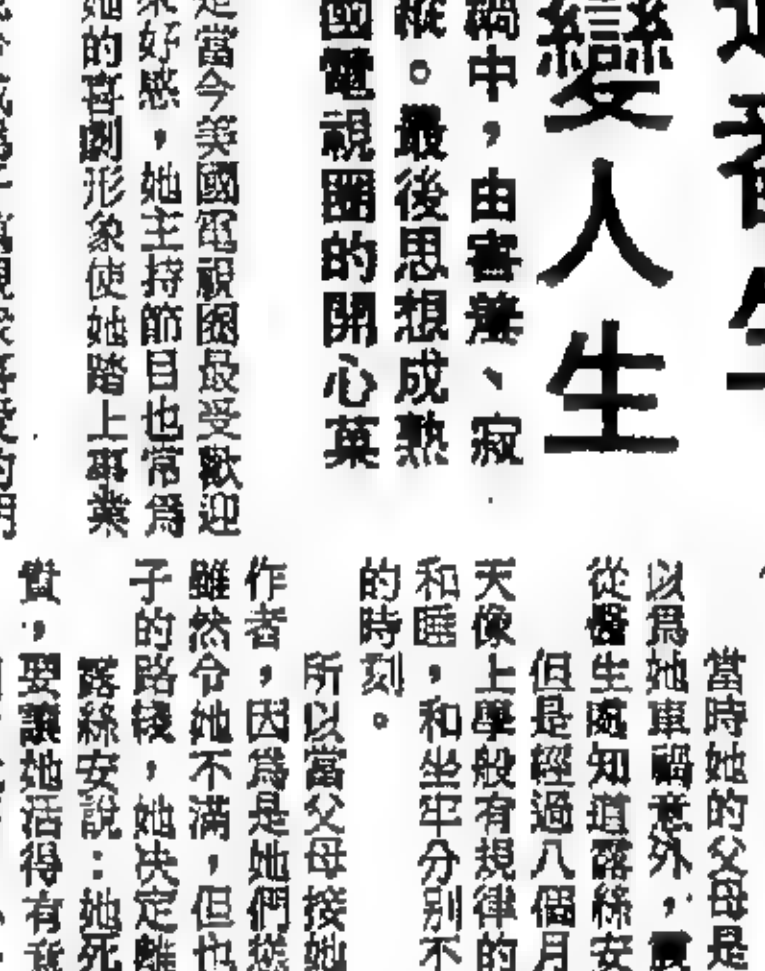 變人生
禍中，由害羞、寂
縱。最後思想成熟
國電視圈的開心菓
是當今美國電視圈最受歡迎
好感，她主持節目也常爲
她的喜劇形象使她踏上事業
當時她的父母是
以爲她車禍意外，
從醫生處知道露絲安
但是經過八個月
天像上學般有規律的
和睡，和坐牢分別不
的時刻。
所以當父母接她
作者，因爲是她們
雖然令她不滿，但也
子的路綫，她决定離
露絲安說：她死
，要讓她活得有意